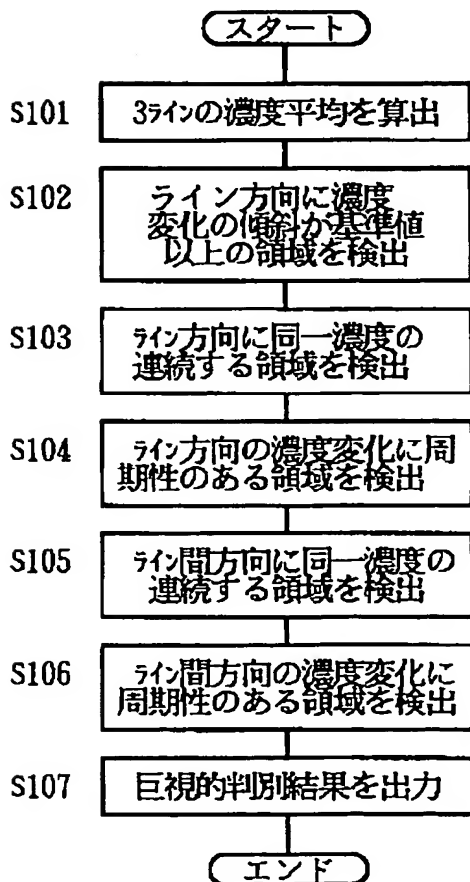 スタート
S101
3ﾗｲﾝの濃度平均を算出
S102
ライン方向に濃度
変化の傾斜が基準値
以上の領域を検出
S103
ﾗｲﾝ方向に同一濃度の
連続する領域を検出
S104
ﾗｲﾝ方向の濃度変化に周
期性のある領域を検出
S105
ﾗｲﾝ間方向に同一濃度の
連続する領域を検出
S106
ﾗｲﾝ間方向の濃度変化に
周期性のある領域を検出
S107
巨視的判別結果を出力
エンド